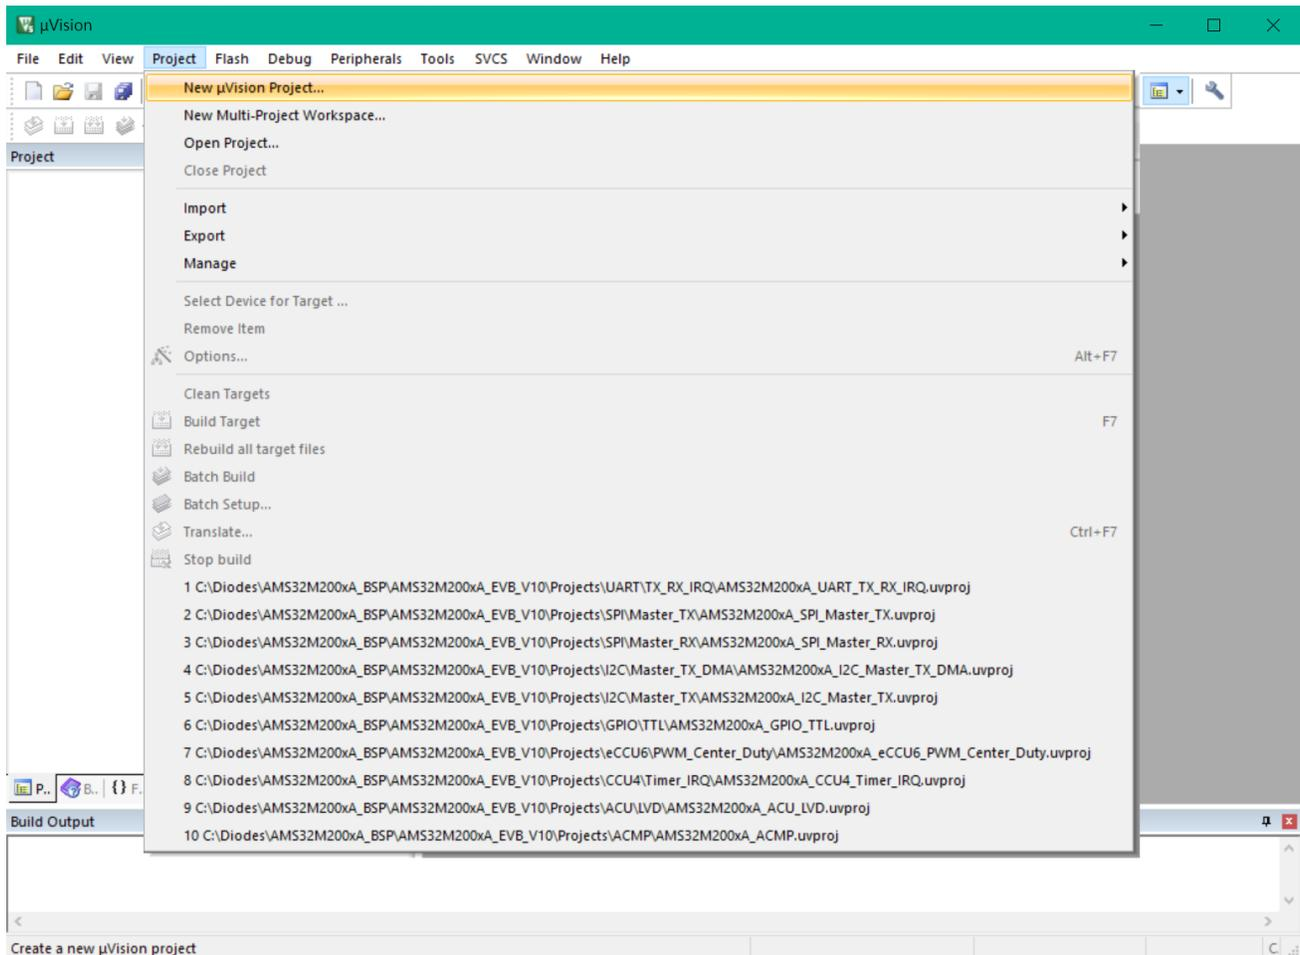 µVision
File Edit View Project Flash Debug Peripherals Tools SVCS Window Help
New µVision Project...
New Multi-Project Workspace...
Open Project...
Project
Close Project
Import
Export
Manage
Select Device for Target ...
Remove Item
Options... Alt+F7
Clean Targets
Build Target F7
Rebuild all target files
Batch Build
Batch Setup...
Translate... Ctrl+F7
Stop build
1 C:\Diodes\AMS32M200xA_BSP\AMS32M200xA_EVB_V10\Projects\UART\TX_RX_IRQ\AMS32M200xA_UART_TX_RX_IRQ.uvproj
2 C:\Diodes\AMS32M200xA_BSP\AMS32M200xA_EVB_V10\Projects\SPI\Master_TX\AMS32M200xA_SPI_Master_TX.uvproj
3 C:\Diodes\AMS32M200xA_BSP\AMS32M200xA_EVB_V10\Projects\SPI\Master_RX\AMS32M200xA_SPI_Master_RX.uvproj
4 C:\Diodes\AMS32M200xA_BSP\AMS32M200xA_EVB_V10\Projects\I2C\Master_TX_DMA\AMS32M200xA_I2C_Master_TX_DMA.uvproj
5 C:\Diodes\AMS32M200xA_BSP\AMS32M200xA_EVB_V10\Projects\I2C\Master_TX\AMS32M200xA_I2C_Master_TX.uvproj
6 C:\Diodes\AMS32M200xA_BSP\AMS32M200xA_EVB_V10\Projects\GPIO\TTL\AMS32M200xA_GPIO_TTL.uvproj
7 C:\Diodes\AMS32M200xA_BSP\AMS32M200xA_EVB_V10\Projects\eCCU6\PWM_Center_Duty\AMS32M200xA_eCCU6_PWM_Center_Duty.uvproj
8 C:\Diodes\AMS32M200xA_BSP\AMS32M200xA_EVB_V10\Projects\CCU4\Timer_IRQ\AMS32M200xA_CCU4_Timer_IRQ.uvproj
9 C:\Diodes\AMS32M200xA_BSP\AMS32M200xA_EVB_V10\Projects\ACU\LVD\AMS32M200xA_ACU_LVD.uvproj
10 C:\Diodes\AMS32M200xA_BSP\AMS32M200xA_EVB_V10\Projects\ACMP\AMS32M200xA_ACMP.uvproj
P.. B.. {} F.
Build Output
Create a new µVision project C